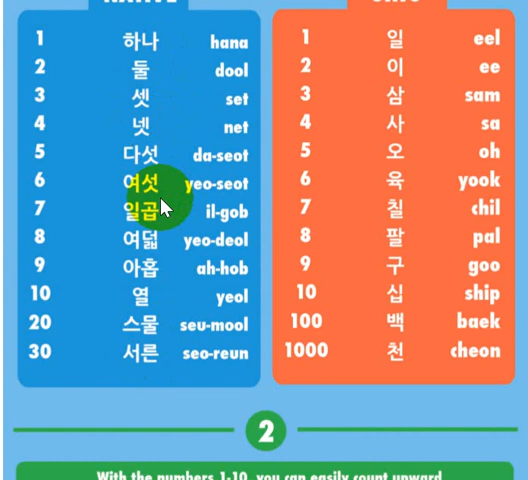 NATIVE
1 하나 hana
2 둘 dool
3 셋 set
4 넷 net
5 다섯 da-seot
6 여섯 yeo-seot
7 일곱 il-gob
8 여덟 yeo-deol
9 아홉 ah-hob
10 열 yeol
20 스물 seu-mool
30 서른 seo-reun
SINO
1 일 eel
2 이 ee
3 삼 sam
4 사 sa
5 오 oh
6 육 yook
7 칠 chil
8 팔 pal
9 구 goo
10 십 ship
100 백 baek
1000 천 cheon
2
With the numbers 1-10, you can easily count upward